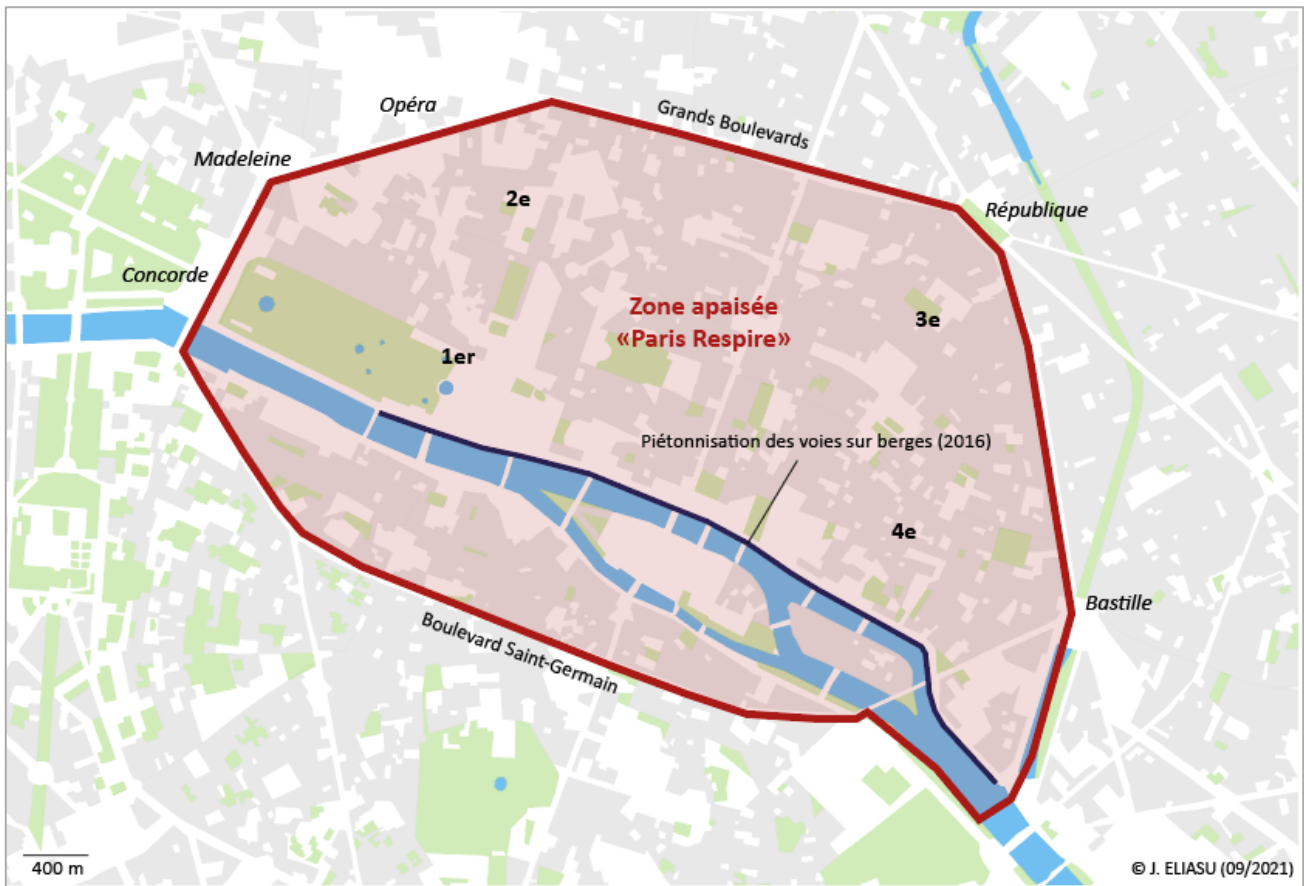 Opéra
Grands Boulevards
Madeleine
2e
République
Concorde
Zone apaisée
«Paris Respire»
3e
1er
Piétonnisation des voies sur berges (2016)
4e
Bastille
Boulevard Saint-Germain
400 m
© J. ELIASU (09/2021)